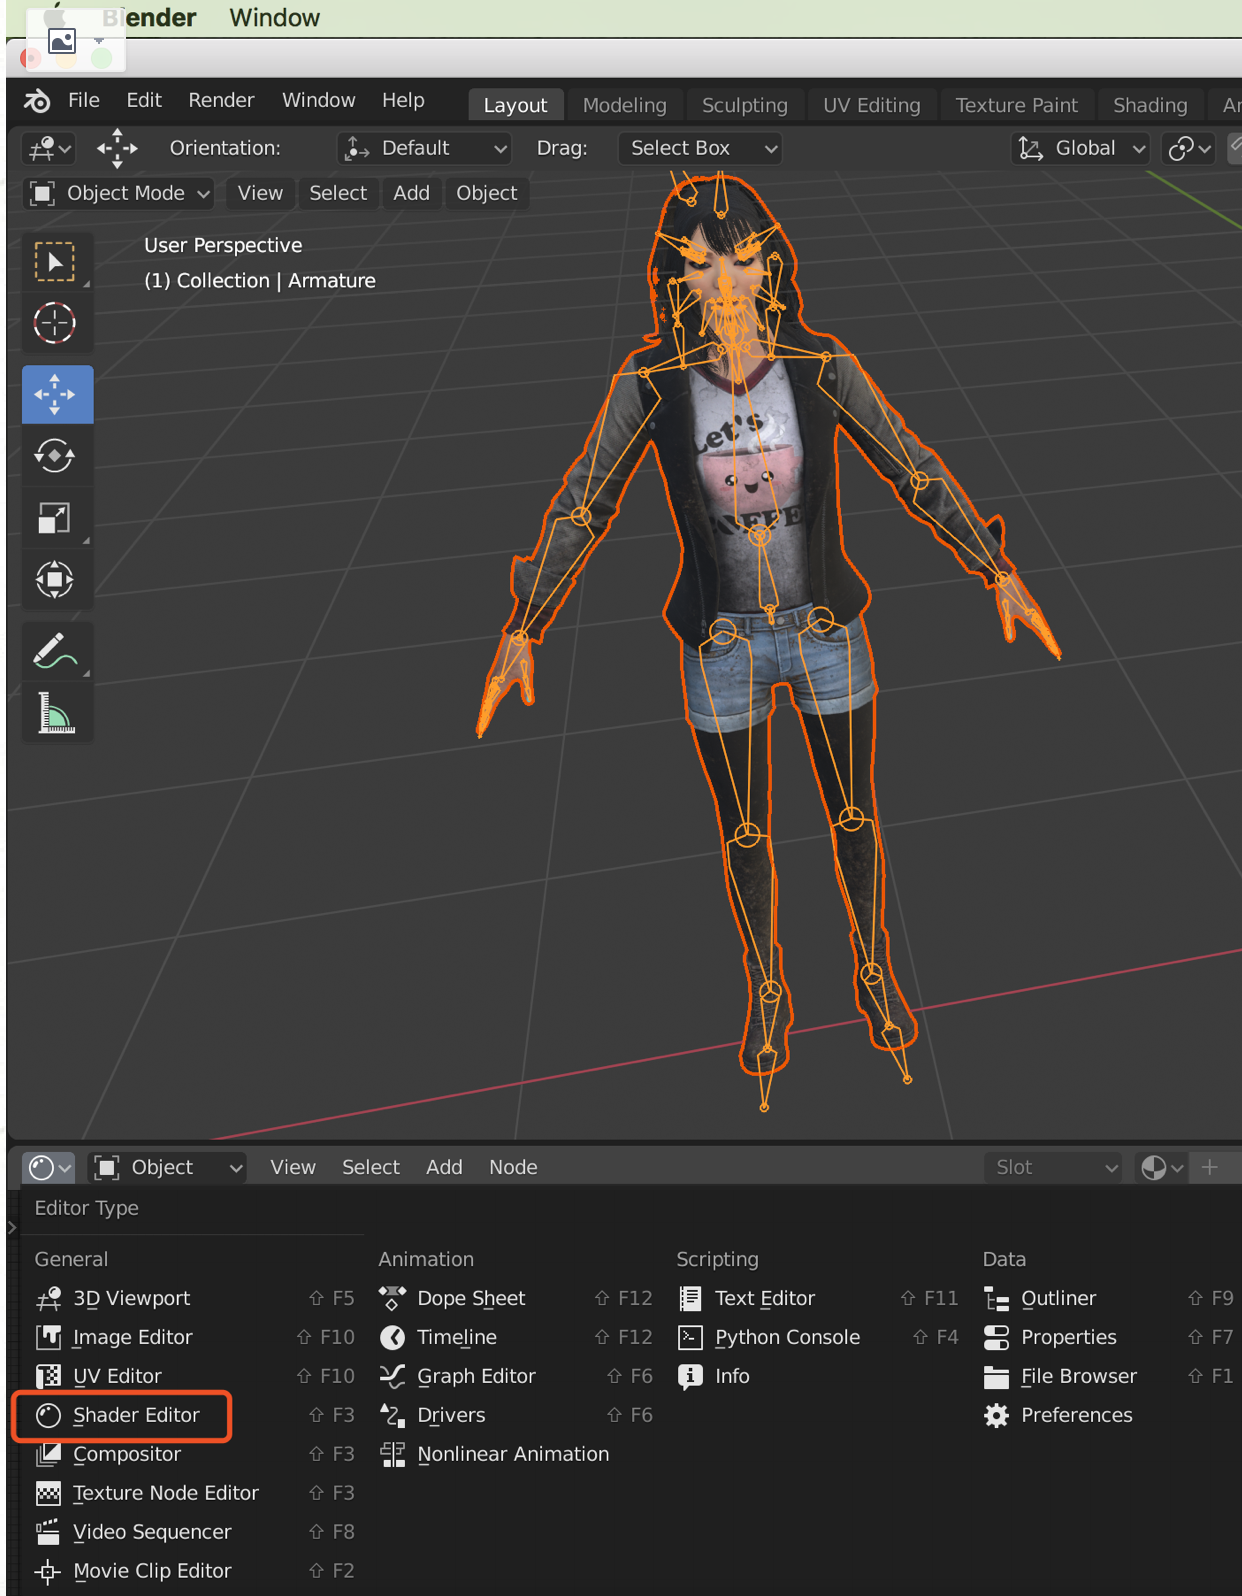 Blender Window
File Edit Render Window Help Layout Modeling Sculpting UV Editing Texture Paint Shading
Orientation: Default Drag: Select Box Global
Object Mode View Select Add Object
User Perspective
(1) Collection | Armature
Let's
COFFEE
Object View Select Add Node Slot
Editor Type
General Animation Scripting Data
3D Viewport ⇧ F5 Dope Sheet ⇧ F12 Text Editor ⇧ F11 Outliner ⇧ F9
Image Editor ⇧ F10 Timeline ⇧ F12 Python Console ⇧ F4 Properties ⇧ F7
UV Editor ⇧ F10 Graph Editor ⇧ F6 Info File Browser ⇧ F1
Shader Editor ⇧ F3 Drivers ⇧ F6 Preferences
Compositor ⇧ F3 Nonlinear Animation
Texture Node Editor ⇧ F3
Video Sequencer ⇧ F8
Movie Clip Editor ⇧ F2